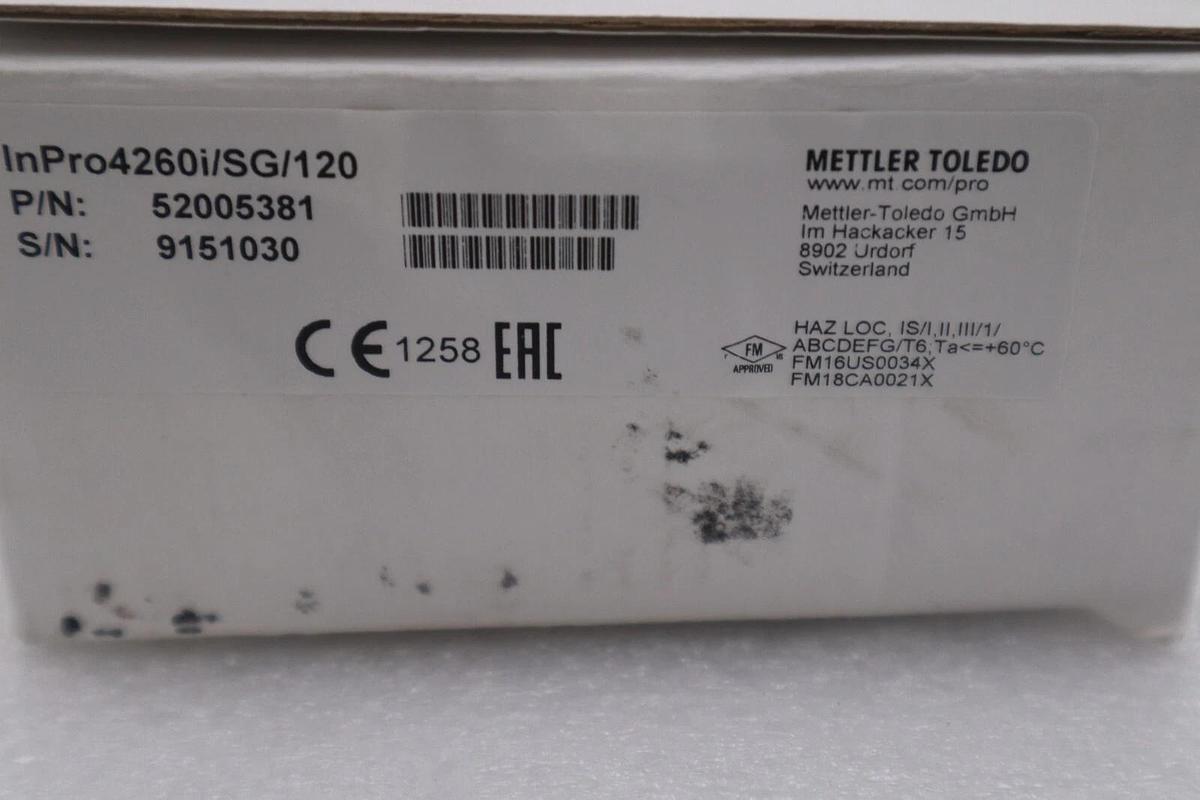 InPro4260i/SG/120
P/N: 52005381
S/N: 9151030
METTLER TOLEDO
www.mt.com/pro
Mettler-Toledo GmbH
Im Hackacker 15
8902 Urdorf
Switzerland
CE 1258 EAC
FM
APPROVED
HAZ LOC, IS/I,II,III/1/
ABCDEFG/T6;Ta<=+60°C
FM16US0034X
FM18CA0021X